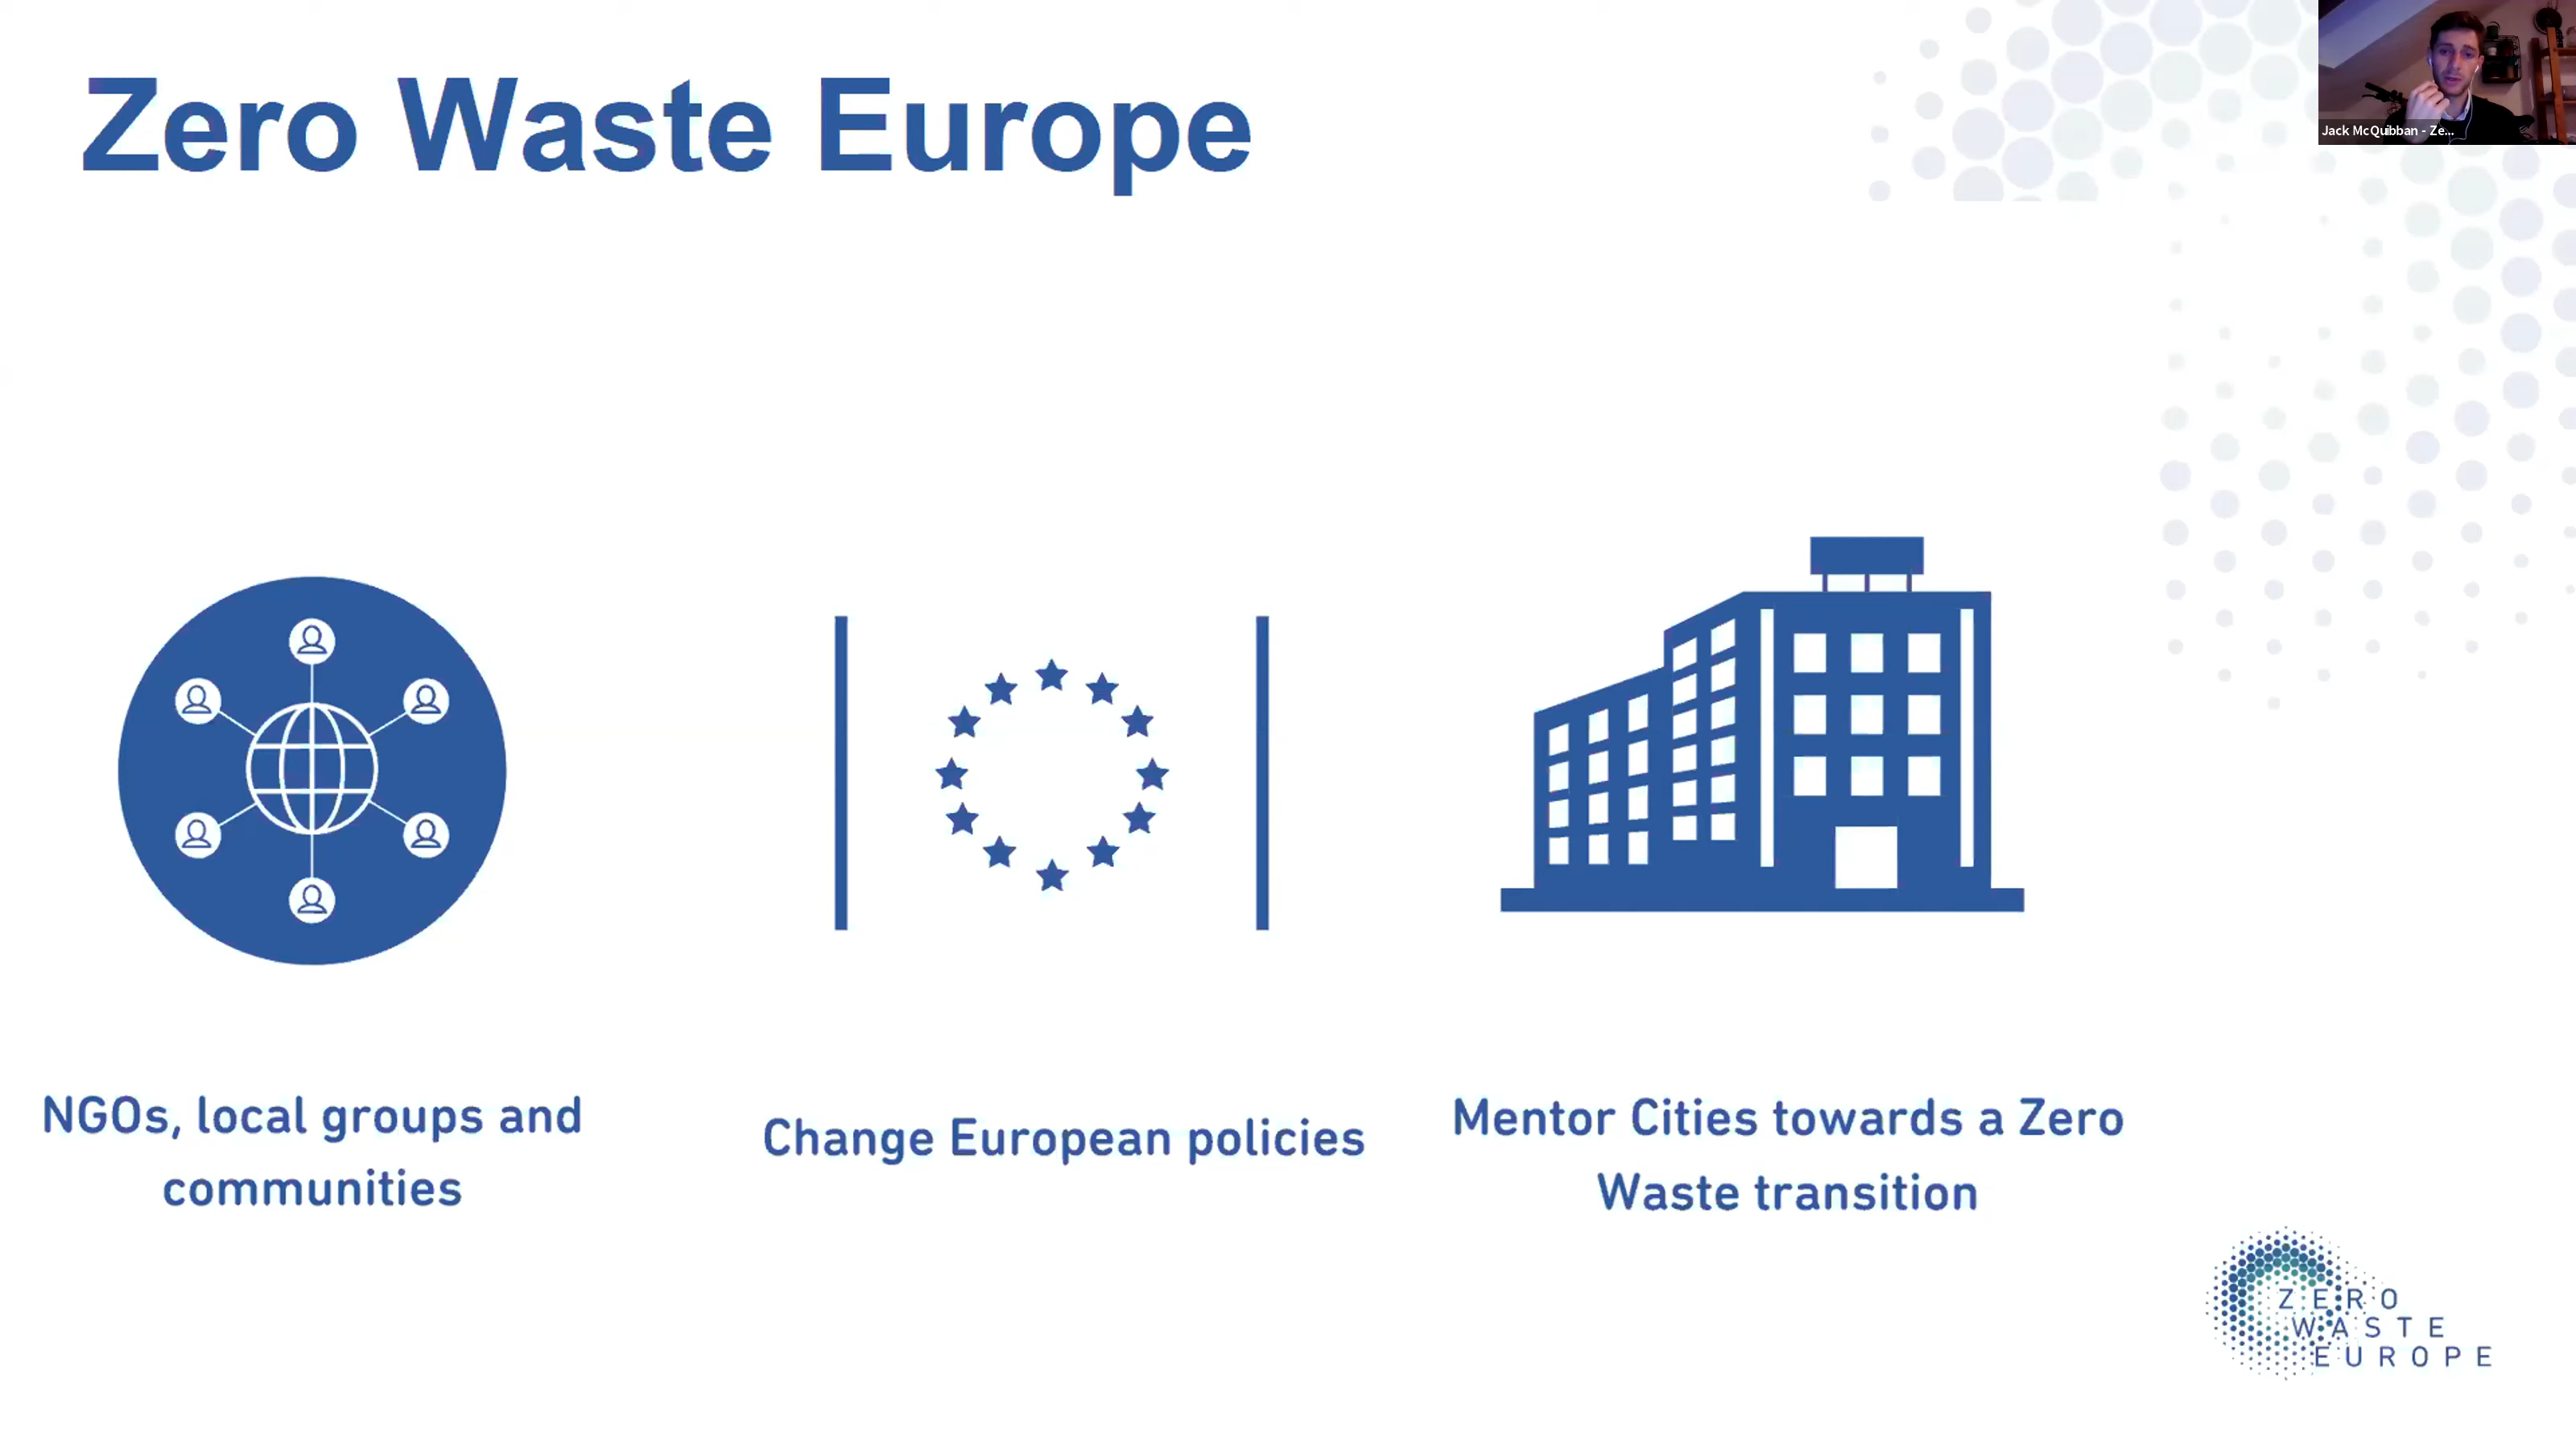 Zero Waste Europe
Jack McQuibban - Ze...
NGOs, local groups and
communities
Change European policies
Mentor Cities towards a Zero
Waste transition
ZERO
WASTE
EUROPE